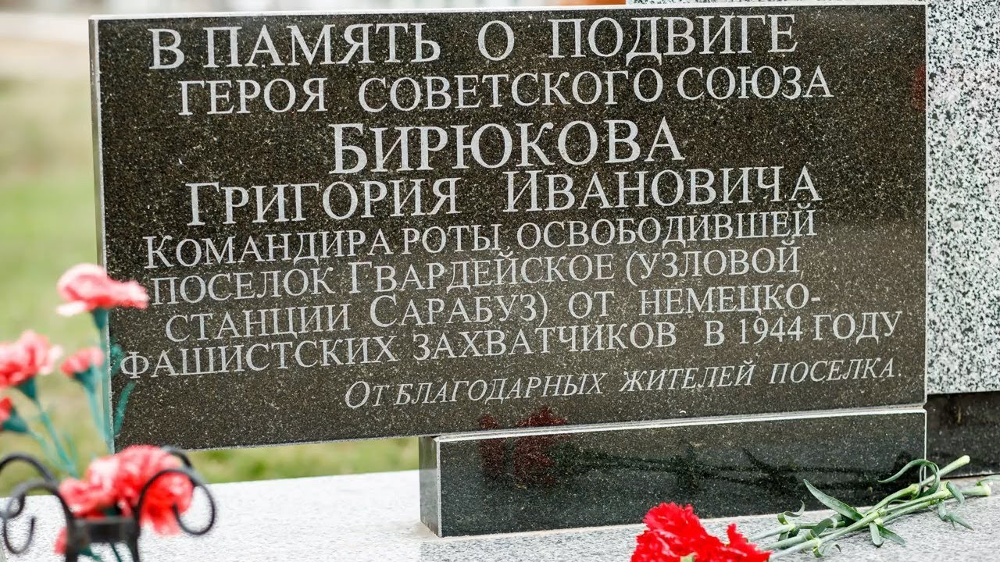 В ПАМЯТЬ О ПОДВИГЕ
ГЕРОЯ СОВЕТСКОГО СОЮЗА
БИРЮКОВА
ГРИГОРИЯ ИВАНОВИЧА
КОМАНДИРА РОТЫ ОСВОБОДИВШЕЙ
ПОСЕЛОК ГВАРДЕЙСКОЕ (УЗЛОВОЙ
СТАНЦИИ САРАБУЗ) ОТ НЕМЕЦКО-
ФАШИСТСКИХ ЗАХВАТЧИКОВ В 1944 ГОДУ
ОТ БЛАГОДАРНЫХ ЖИТЕЛЕЙ ПОСЕЛКА.